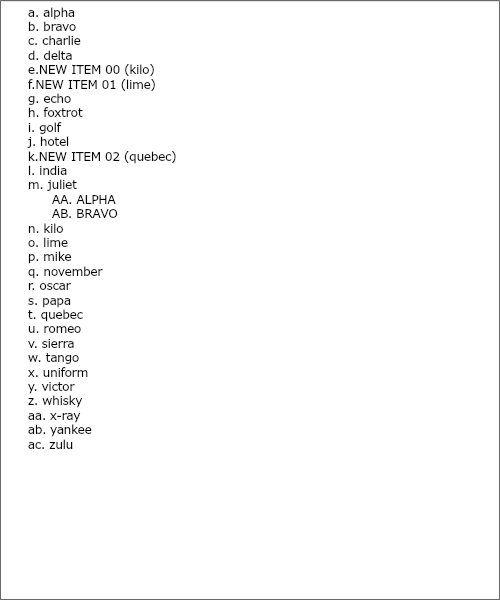 a. alpha
b. bravo
c. charlie
d. delta
e.NEW ITEM 00 (kilo)
f.NEW ITEM 01 (lime)
g. echo
h. foxtrot
i. golf
j. hotel
k.NEW ITEM 02 (quebec)
l. india
m. juliet
AA. ALPHA
AB. BRAVO
n. kilo
o. lime
p. mike
q. november
r. oscar
s. papa
t. quebec
u. romeo
v. sierra
w. tango
x. uniform
y. victor
z. whisky
aa. x-ray
ab. yankee
ac. zulu